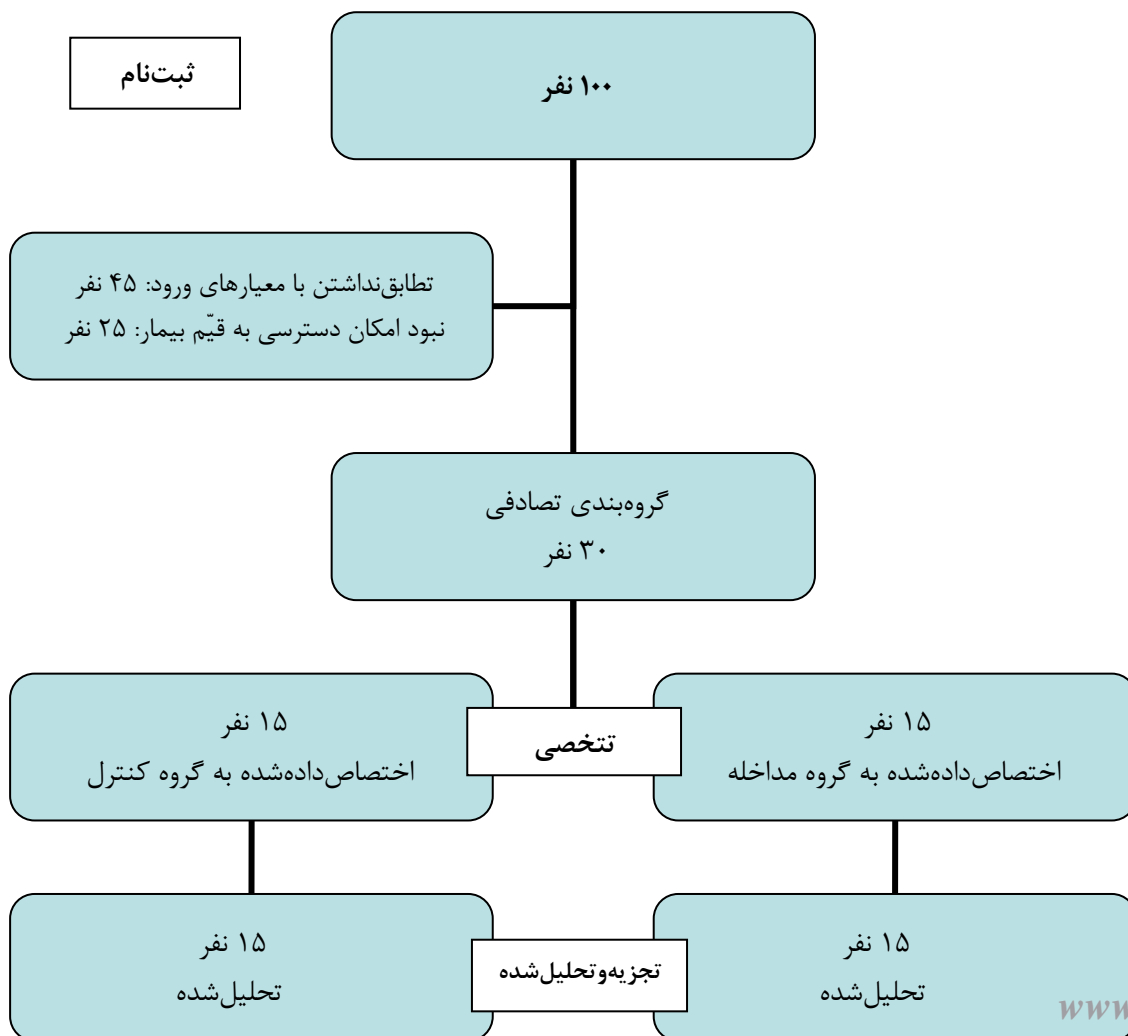 ثبت‌نام
۱۰۰ نفر
تطابق‌نداشتن با معیارهای ورود: ۴۵ نفر
نبود امکان دسترسی به قیّم بیمار: ۲۵ نفر
گروه‌بندی تصادفی
۳۰ نفر
۱۵ نفر
اختصاص‌داده‌شده به گروه مداخله
تتخصی
۱۵ نفر
اختصاص‌داده‌شده به گروه کنترل
۱۵ نفر
تحلیل‌شده
تجزیه‌وتحلیل‌شده
۱۵ نفر
تحلیل‌شده
www